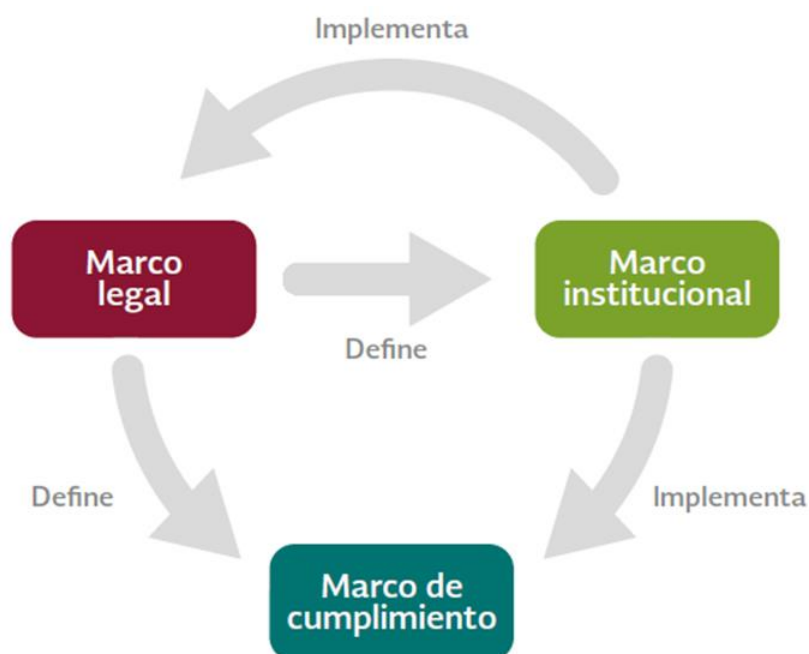 Implementa
Marco
legal
Marco
institucional
Define
Define
Implementa
Marco de
cumplimiento